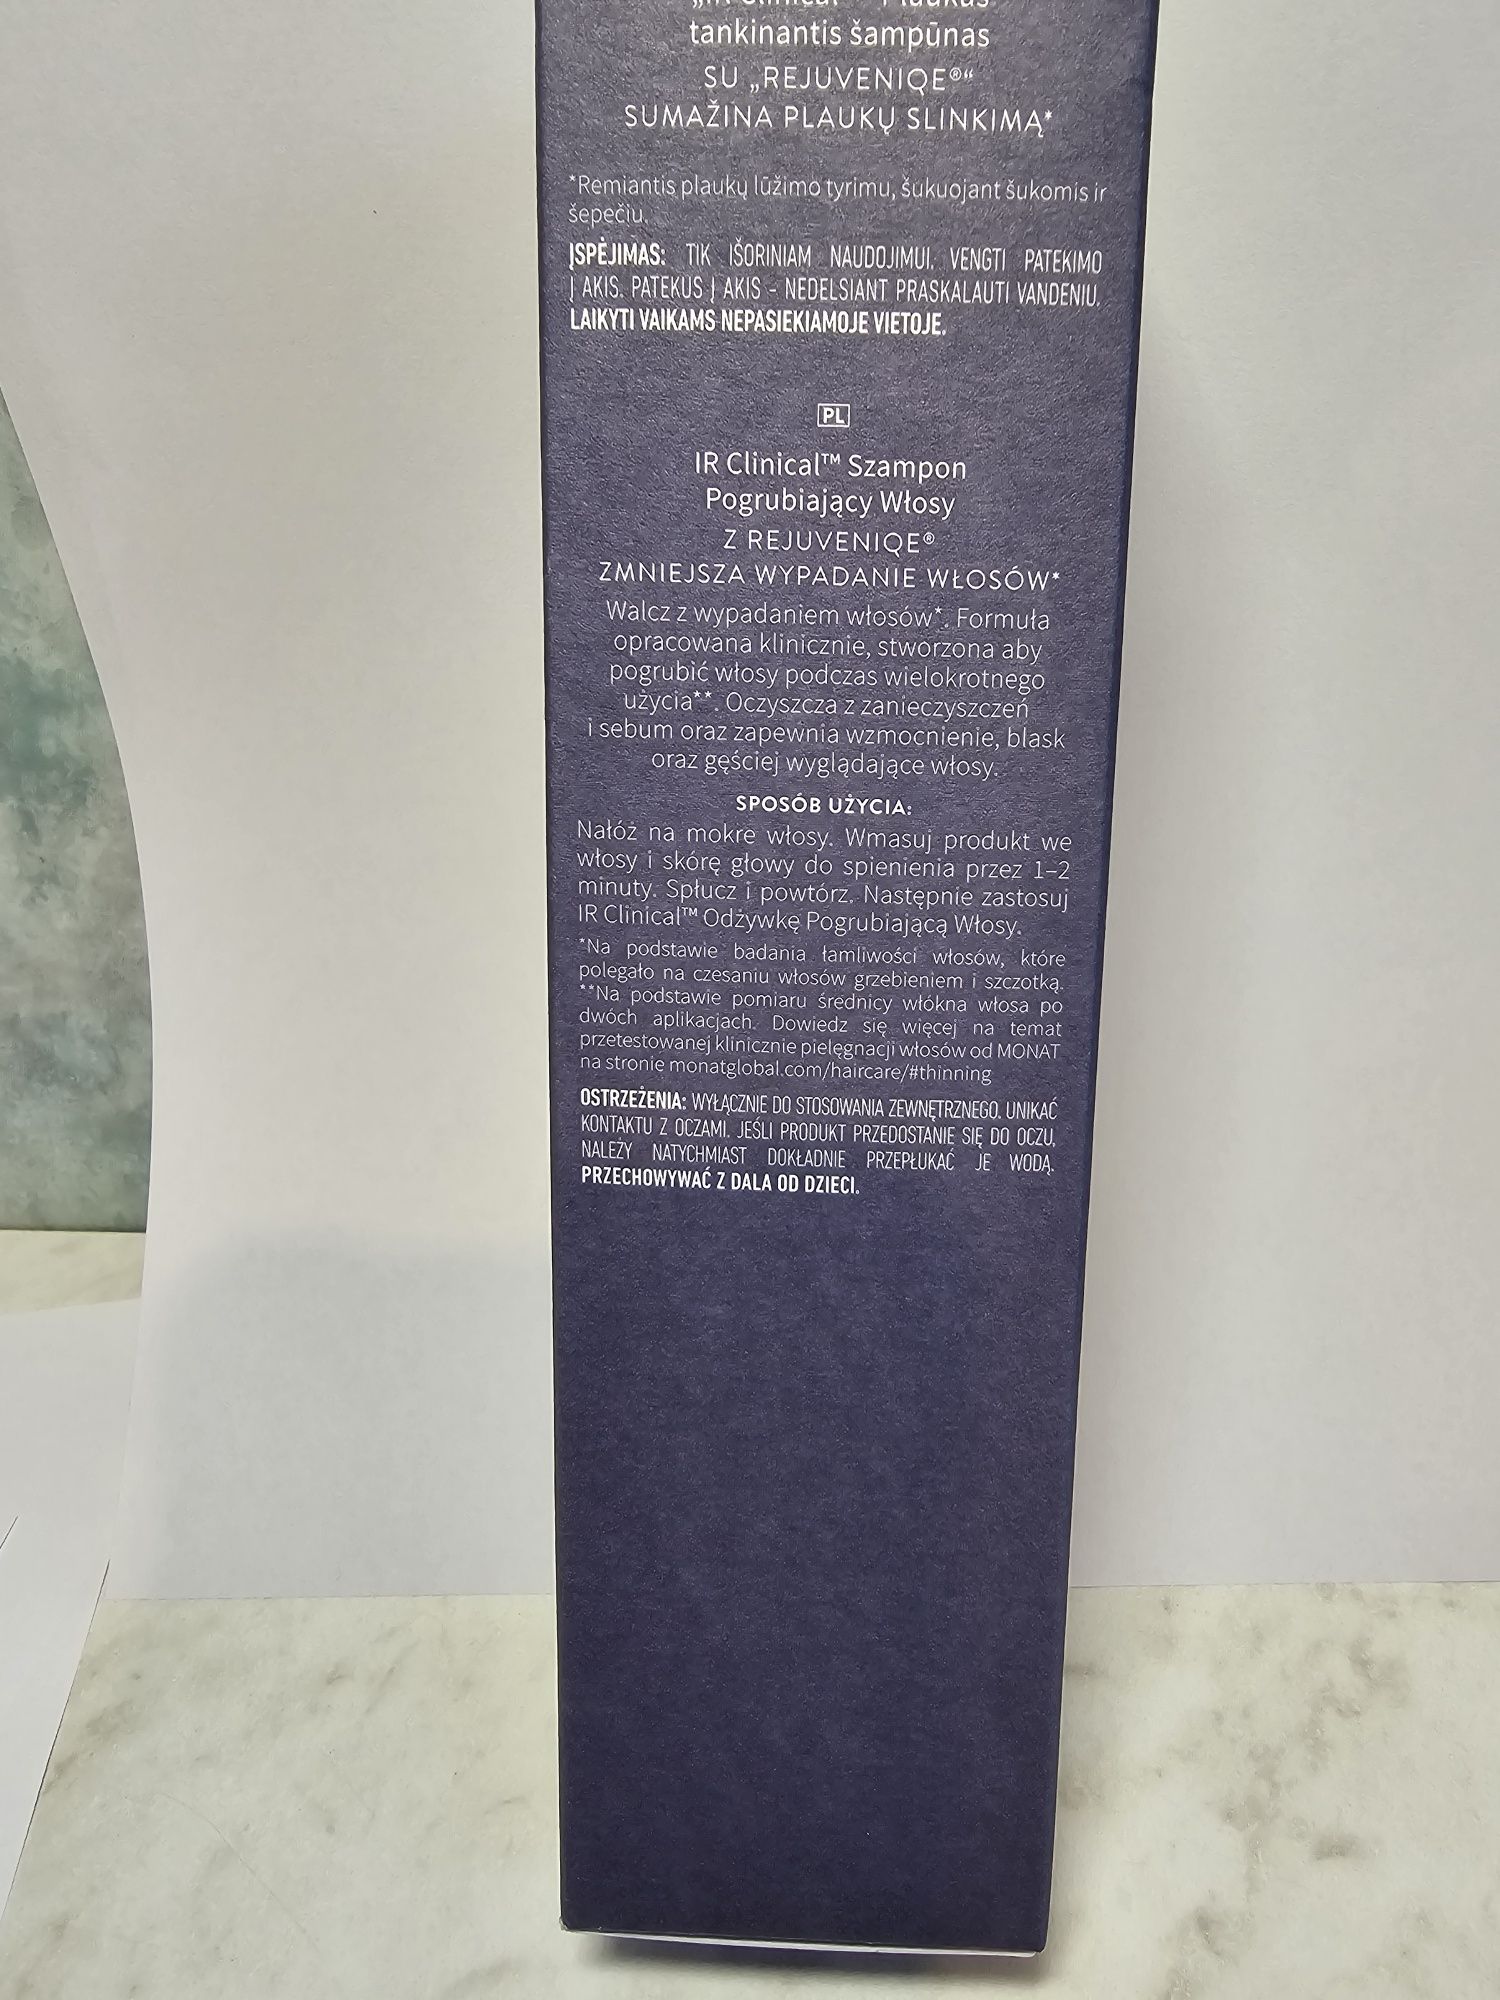 „IR Clinical™“ Plaukus
tankinantis šampūnas
SU „REJUVENIQE®“
SUMAŽINA PLAUKŲ SLINKIMĄ*
*Remiantis plaukų lūžimo tyrimu, šukuojant šukomis ir
šepečiu.
ĮSPĖJIMAS: TIK IŠORINIAM NAUDOJIMUI. VENGTI PATEKIMO
Į AKIS. PATEKUS Į AKIS – NEDELSIANT PRASKALAUTI VANDENIU.
LAIKYTI VAIKAMS NEPASIEKIAMOJE VIETOJE.
PL
IR Clinical™ Szampon
Pogrubiający Włosy
Z REJUVENIQE®
ZMNIEJSZA WYPADANIE WŁOSÓW*
Walcz z wypadaniem włosów*. Formuła
opracowana klinicznie, stworzona aby
pogrubić włosy podczas wielokrotnego
użycia**. Oczyszcza z zanieczyszczeń
i sebum oraz zapewnia wzmocnienie, blask
oraz gęściej wyglądające włosy.
SPOSÓB UŻYCIA:
Nałóż na mokre włosy. Wmasuj produkt we
włosy i skórę głowy do spienienia przez 1–2
minuty. Spłucz i powtórz. Następnie zastosuj
IR Clinical™ Odżywkę Pogrubiającą Włosy.
*Na podstawie badania łamliwości włosów, które
polegało na czesaniu włosów grzebieniem i szczotką.
**Na podstawie pomiaru średnicy włókna włosa po
dwóch aplikacjach. Dowiedz się więcej na temat
przetestowanej klinicznie pielęgnacji włosów od MONAT
na stronie monatglobal.com/haircare/#thinning
OSTRZEŻENIA: WYŁĄCZNIE DO STOSOWANIA ZEWNĘTRZNEGO. UNIKAĆ
KONTAKTU Z OCZAMI. JEŚLI PRODUKT PRZEDOSTANIE SIĘ DO OCZU,
NALEŻY NATYCHMIAST DOKŁADNIE PRZEPŁUKAĆ JE WODĄ.
PRZECHOWYWAĆ Z DALA OD DZIECI.